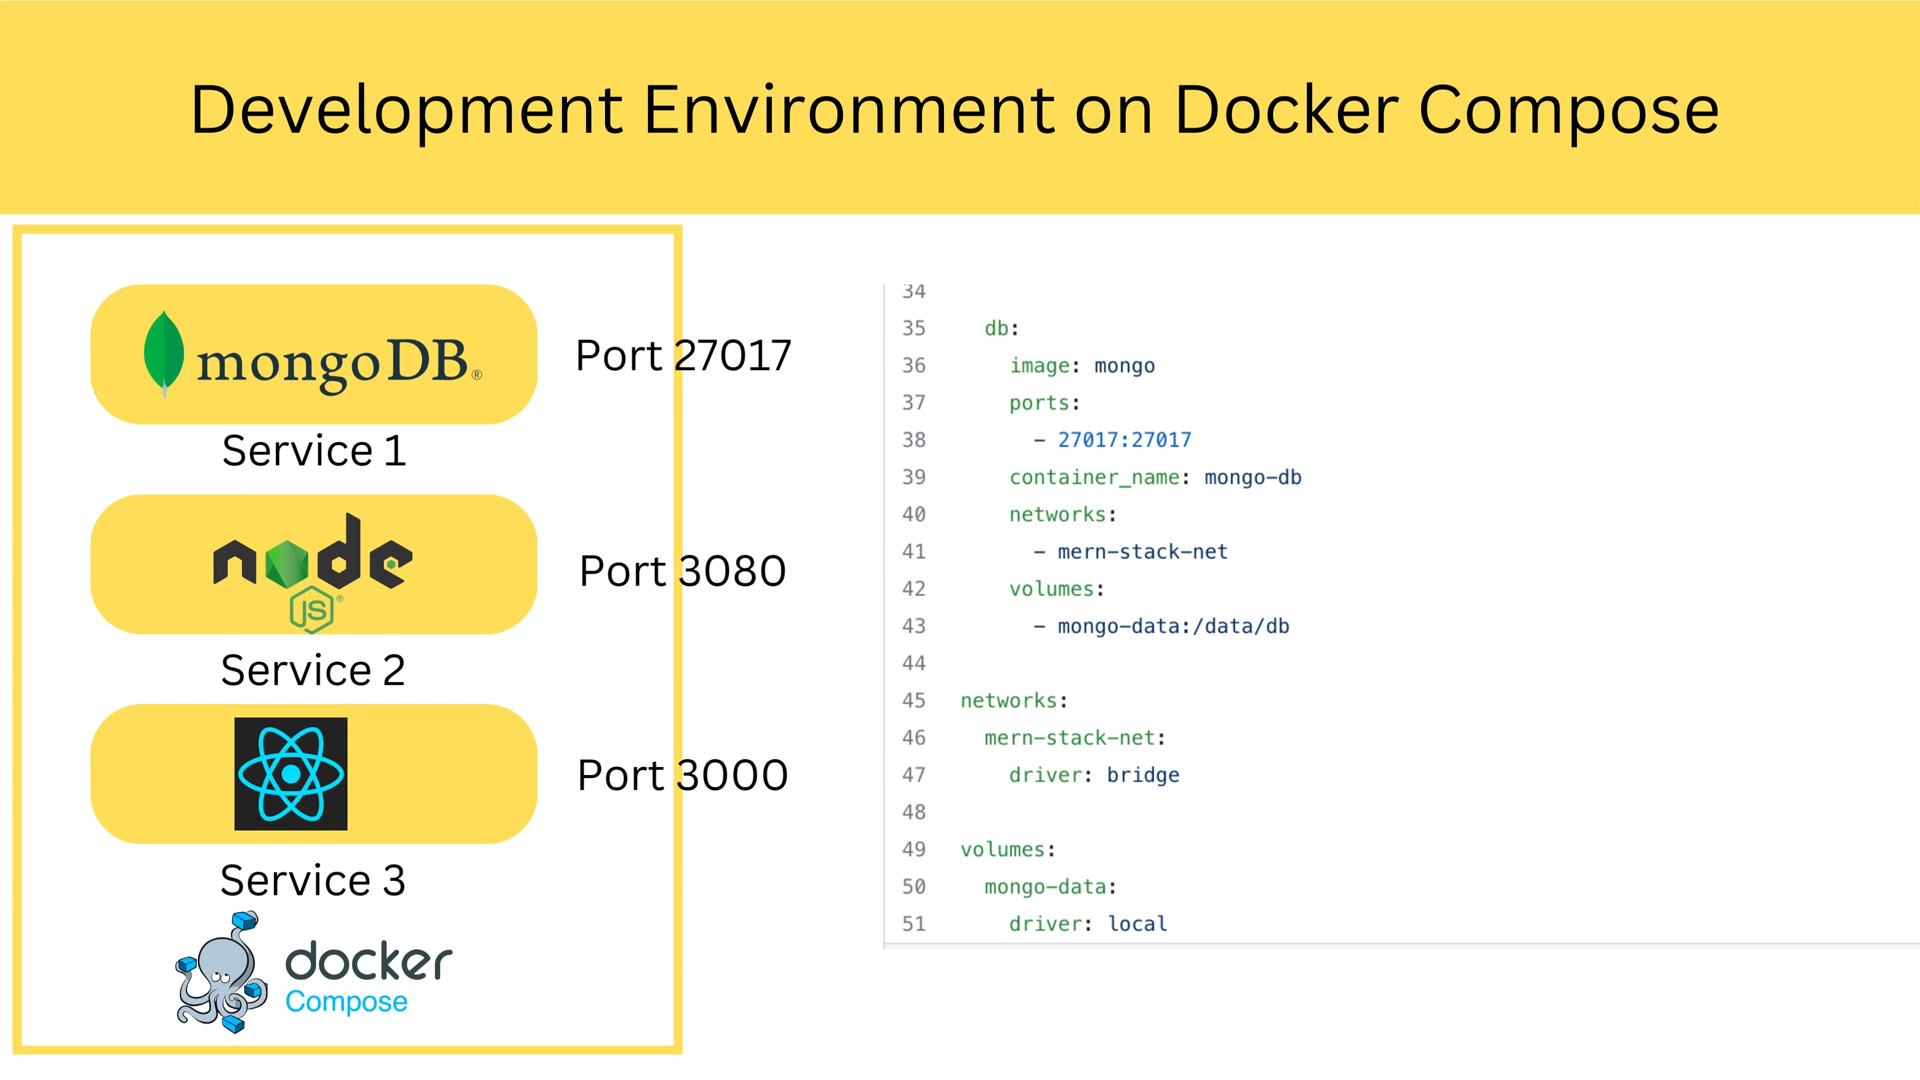 Development Environment on Docker Compose
mongoDB®
Port 27017
Service 1
node
JS®
Port 3080
Service 2
Port 3000
Service 3
docker
Compose
34
35 db:
36 image: mongo
37 ports:
38 - 27017:27017
39 container_name: mongo-db
40 networks:
41 - mern-stack-net
42 volumes:
43 - mongo-data:/data/db
44
45 networks:
46 mern-stack-net:
47 driver: bridge
48
49 volumes:
50 mongo-data:
51 driver: local